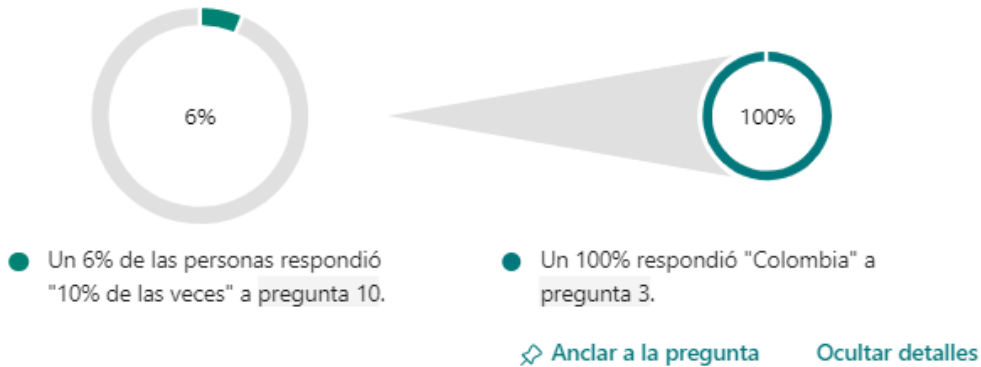 6%
100%
Un 6% de las personas respondió
"10% de las veces" a pregunta 10.
Un 100% respondió "Colombia" a
pregunta 3.
Anclar a la pregunta
Ocultar detalles